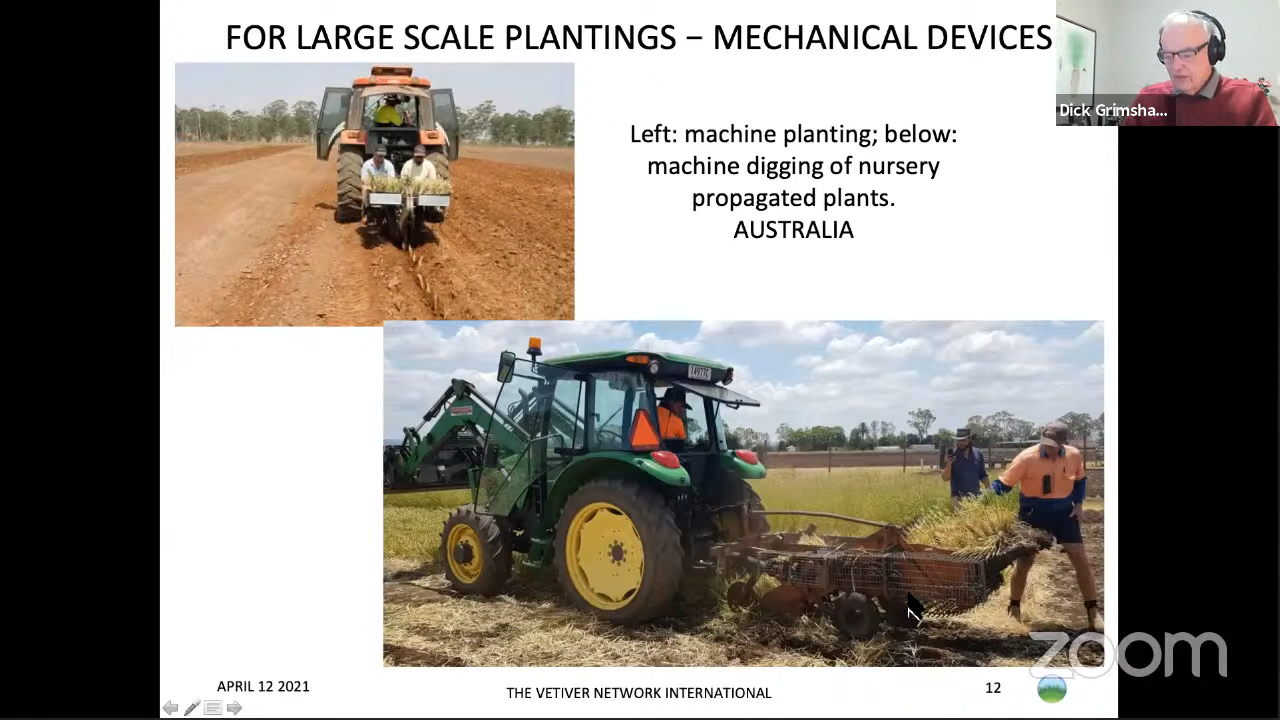 FOR LARGE SCALE PLANTINGS – MECHANICAL DEVICES
Dick Grimsha...
Left: machine planting; below:
machine digging of nursery
propagated plants.
AUSTRALIA
APRIL 12 2021
THE VETIVER NETWORK INTERNATIONAL
12
zoom